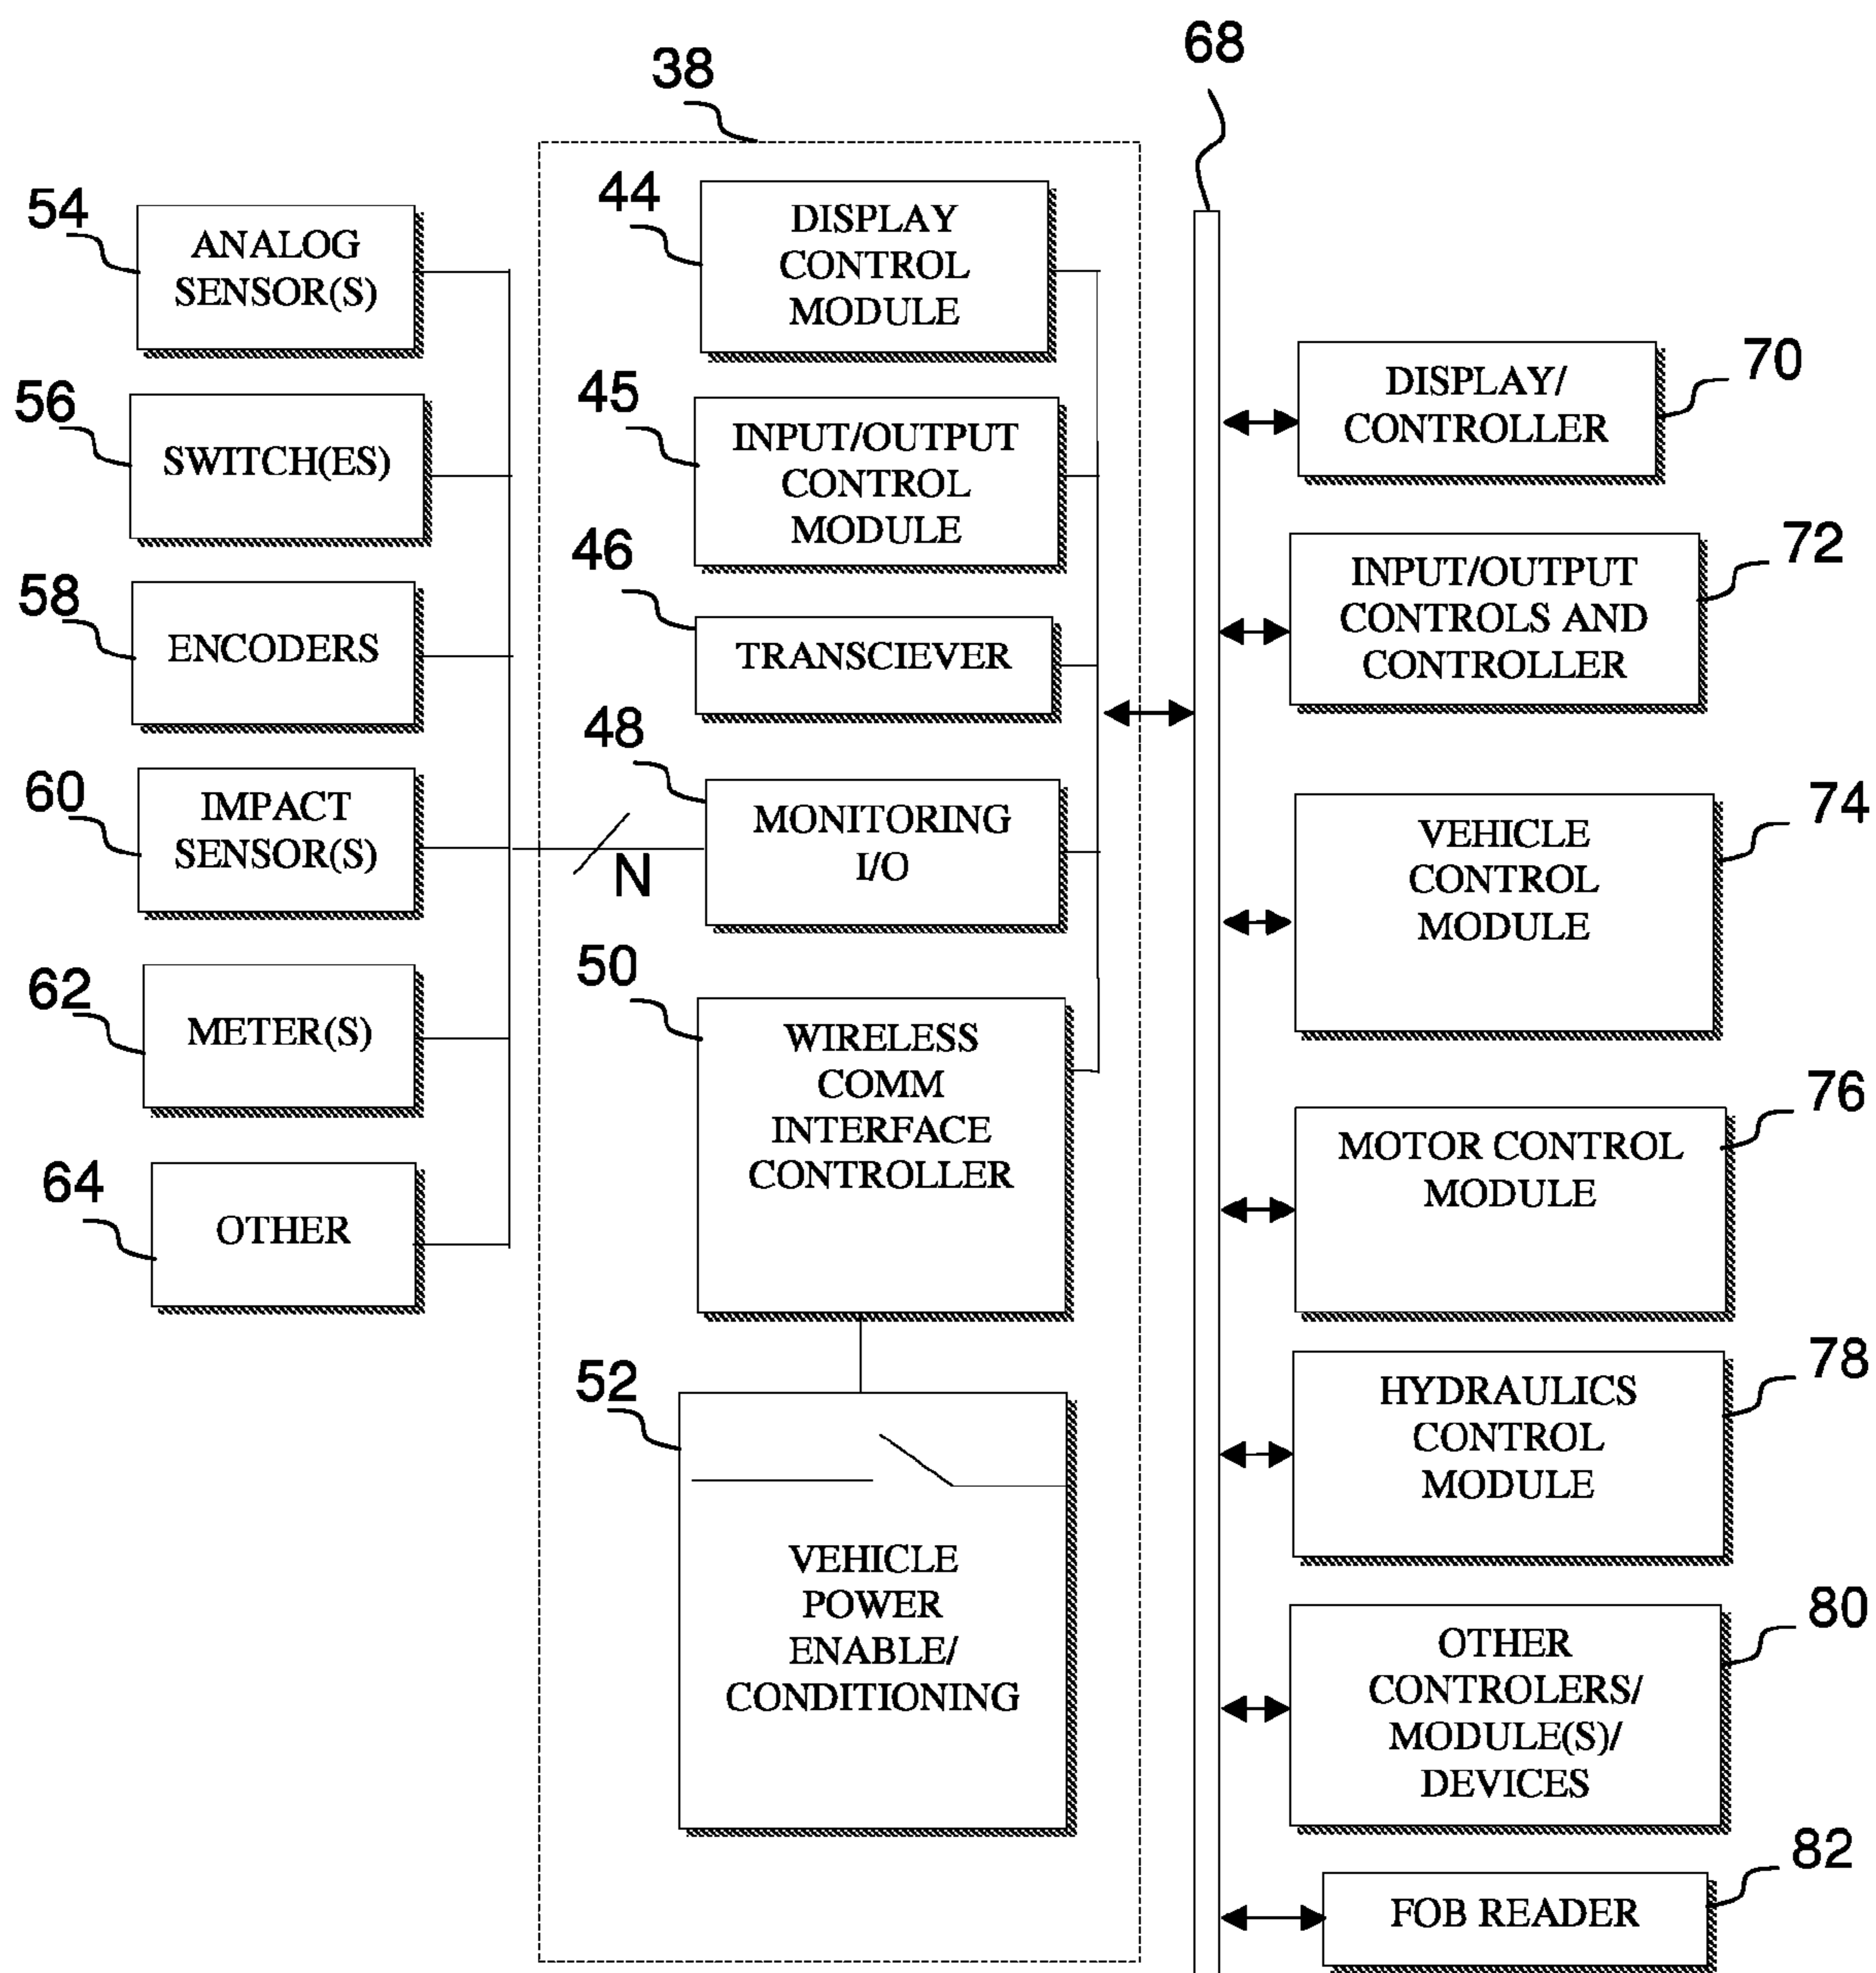 68
38
54
ANALOG
SENSOR(S)
56
SWITCH(ES)
58
ENCODERS
60
IMPACT
SENSOR(S)
62
METER(S)
64
OTHER
44
DISPLAY
CONTROL
MODULE
45
INPUT/OUTPUT
CONTROL
MODULE
46
TRANSCIEVER
48
MONITORING
I/O
N
50
WIRELESS
COMM
INTERFACE
CONTROLLER
52
VEHICLE
POWER
ENABLE/
CONDITIONING
70
DISPLAY/
CONTROLLER
72
INPUT/OUTPUT
CONTROLS AND
CONTROLLER
74
VEHICLE
CONTROL
MODULE
76
MOTOR CONTROL
MODULE
78
HYDRAULICS
CONTROL
MODULE
80
OTHER
CONTROLERS/
MODULE(S)/
DEVICES
82
FOB READER